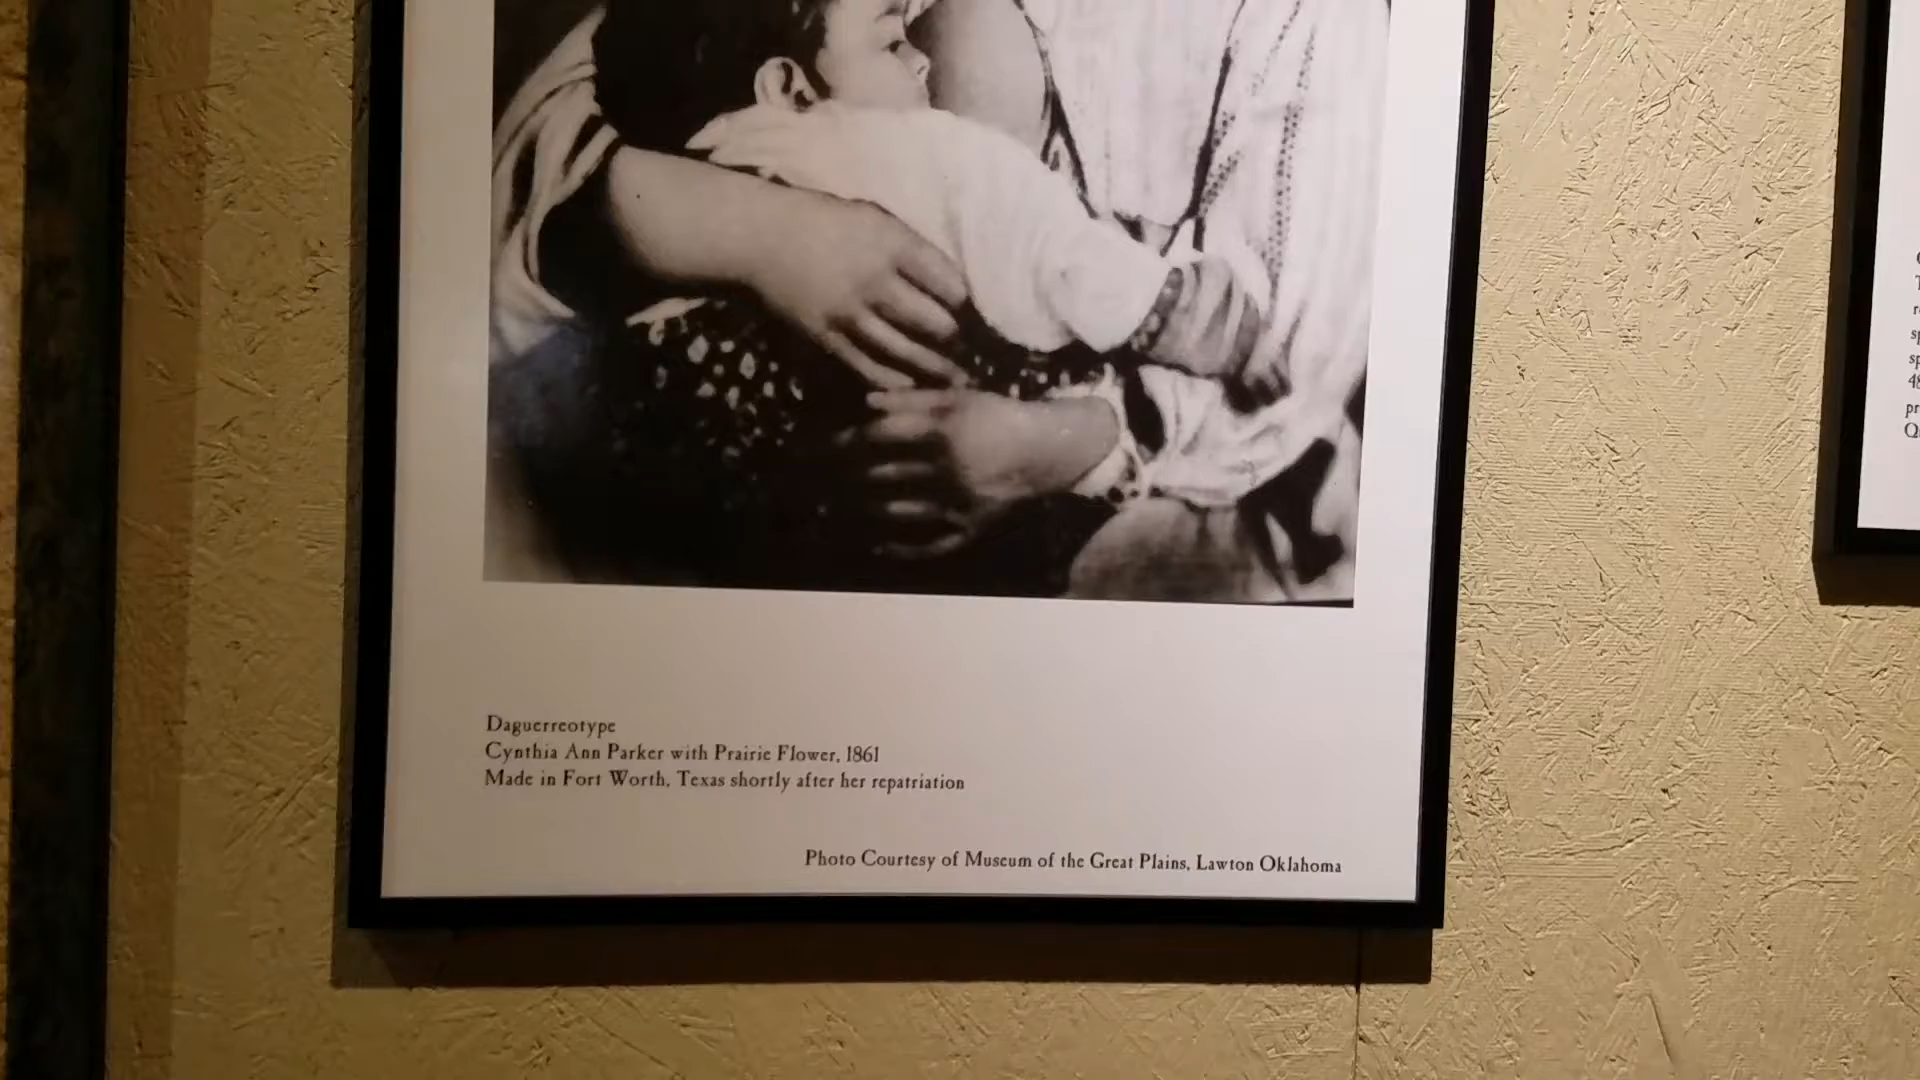 Daguerreotype
Cynthia Ann Parker with Prairie Flower, 1861
Made in Fort Worth, Texas shortly after her repatriation
Photo Courtesy of Museum of the Great Plains, Lawton Oklahoma